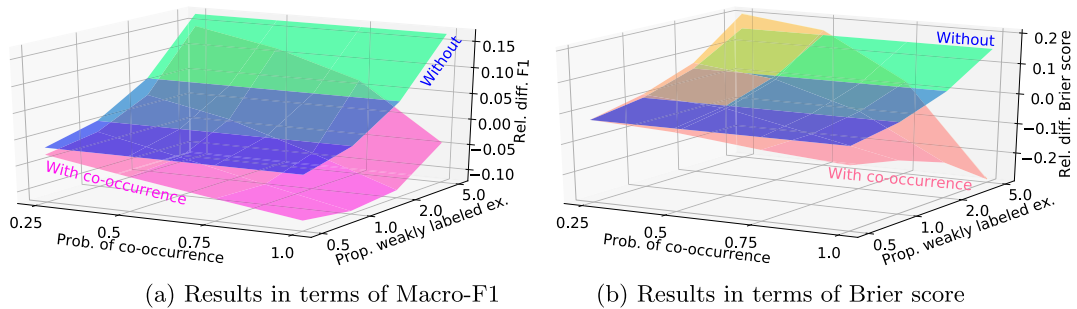 0.15
0.10
0.05
0.00
−0.05
−0.10
Rel. diff. F1
Without
With co-occurrence
0.25
0.5
0.75
1.0
Prob. of co-occurrence
0.5
1.0
2.0
5.0
Prop. weakly labeled ex.
(a) Results in terms of Macro-F1
0.2
0.1
0.0
−0.1
−0.2
Rel. diff. Brier score
Without
With co-occurrence
0.25
0.5
0.75
1.0
Prob. of co-occurrence
0.5
1.0
2.0
5.0
Prop. weakly labeled ex.
(b) Results in terms of Brier score